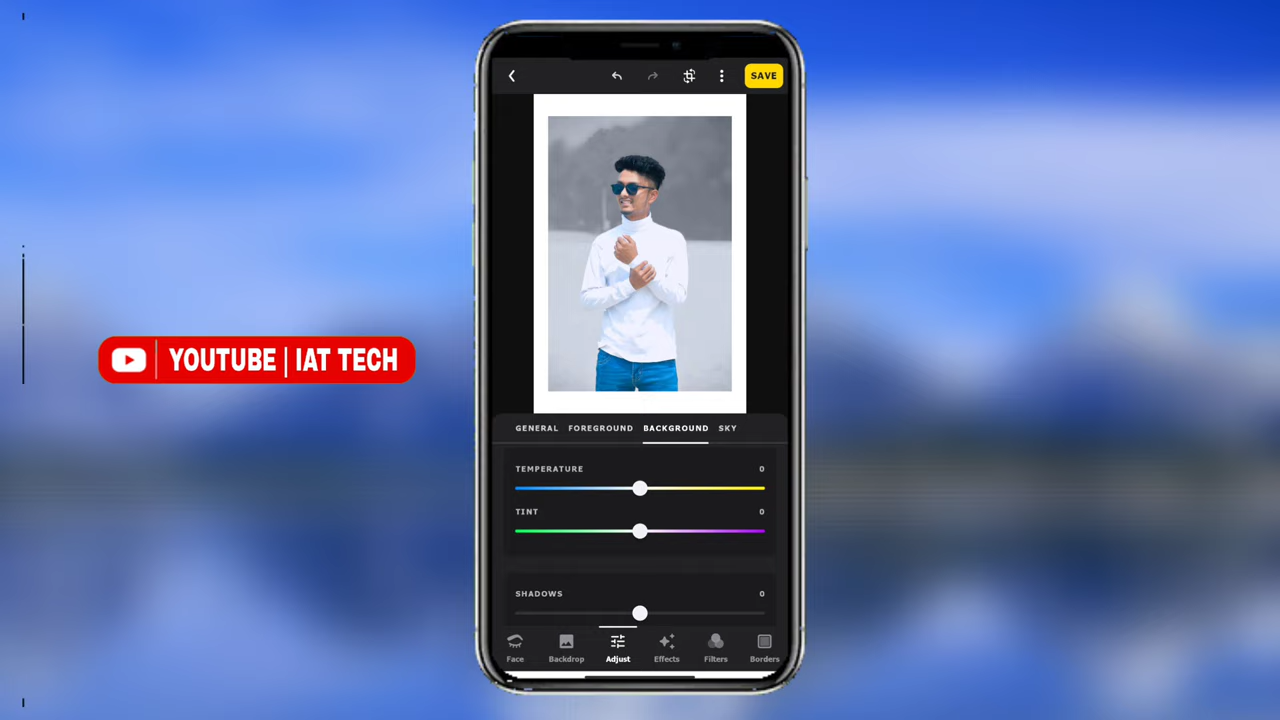 SAVE
YOUTUBE | IAT TECH
GENERAL FOREGROUND BACKGROUND SKY
TEMPERATURE 0
TINT 0
SHADOWS 0
Face Backdrop Adjust Effects Filters Borders